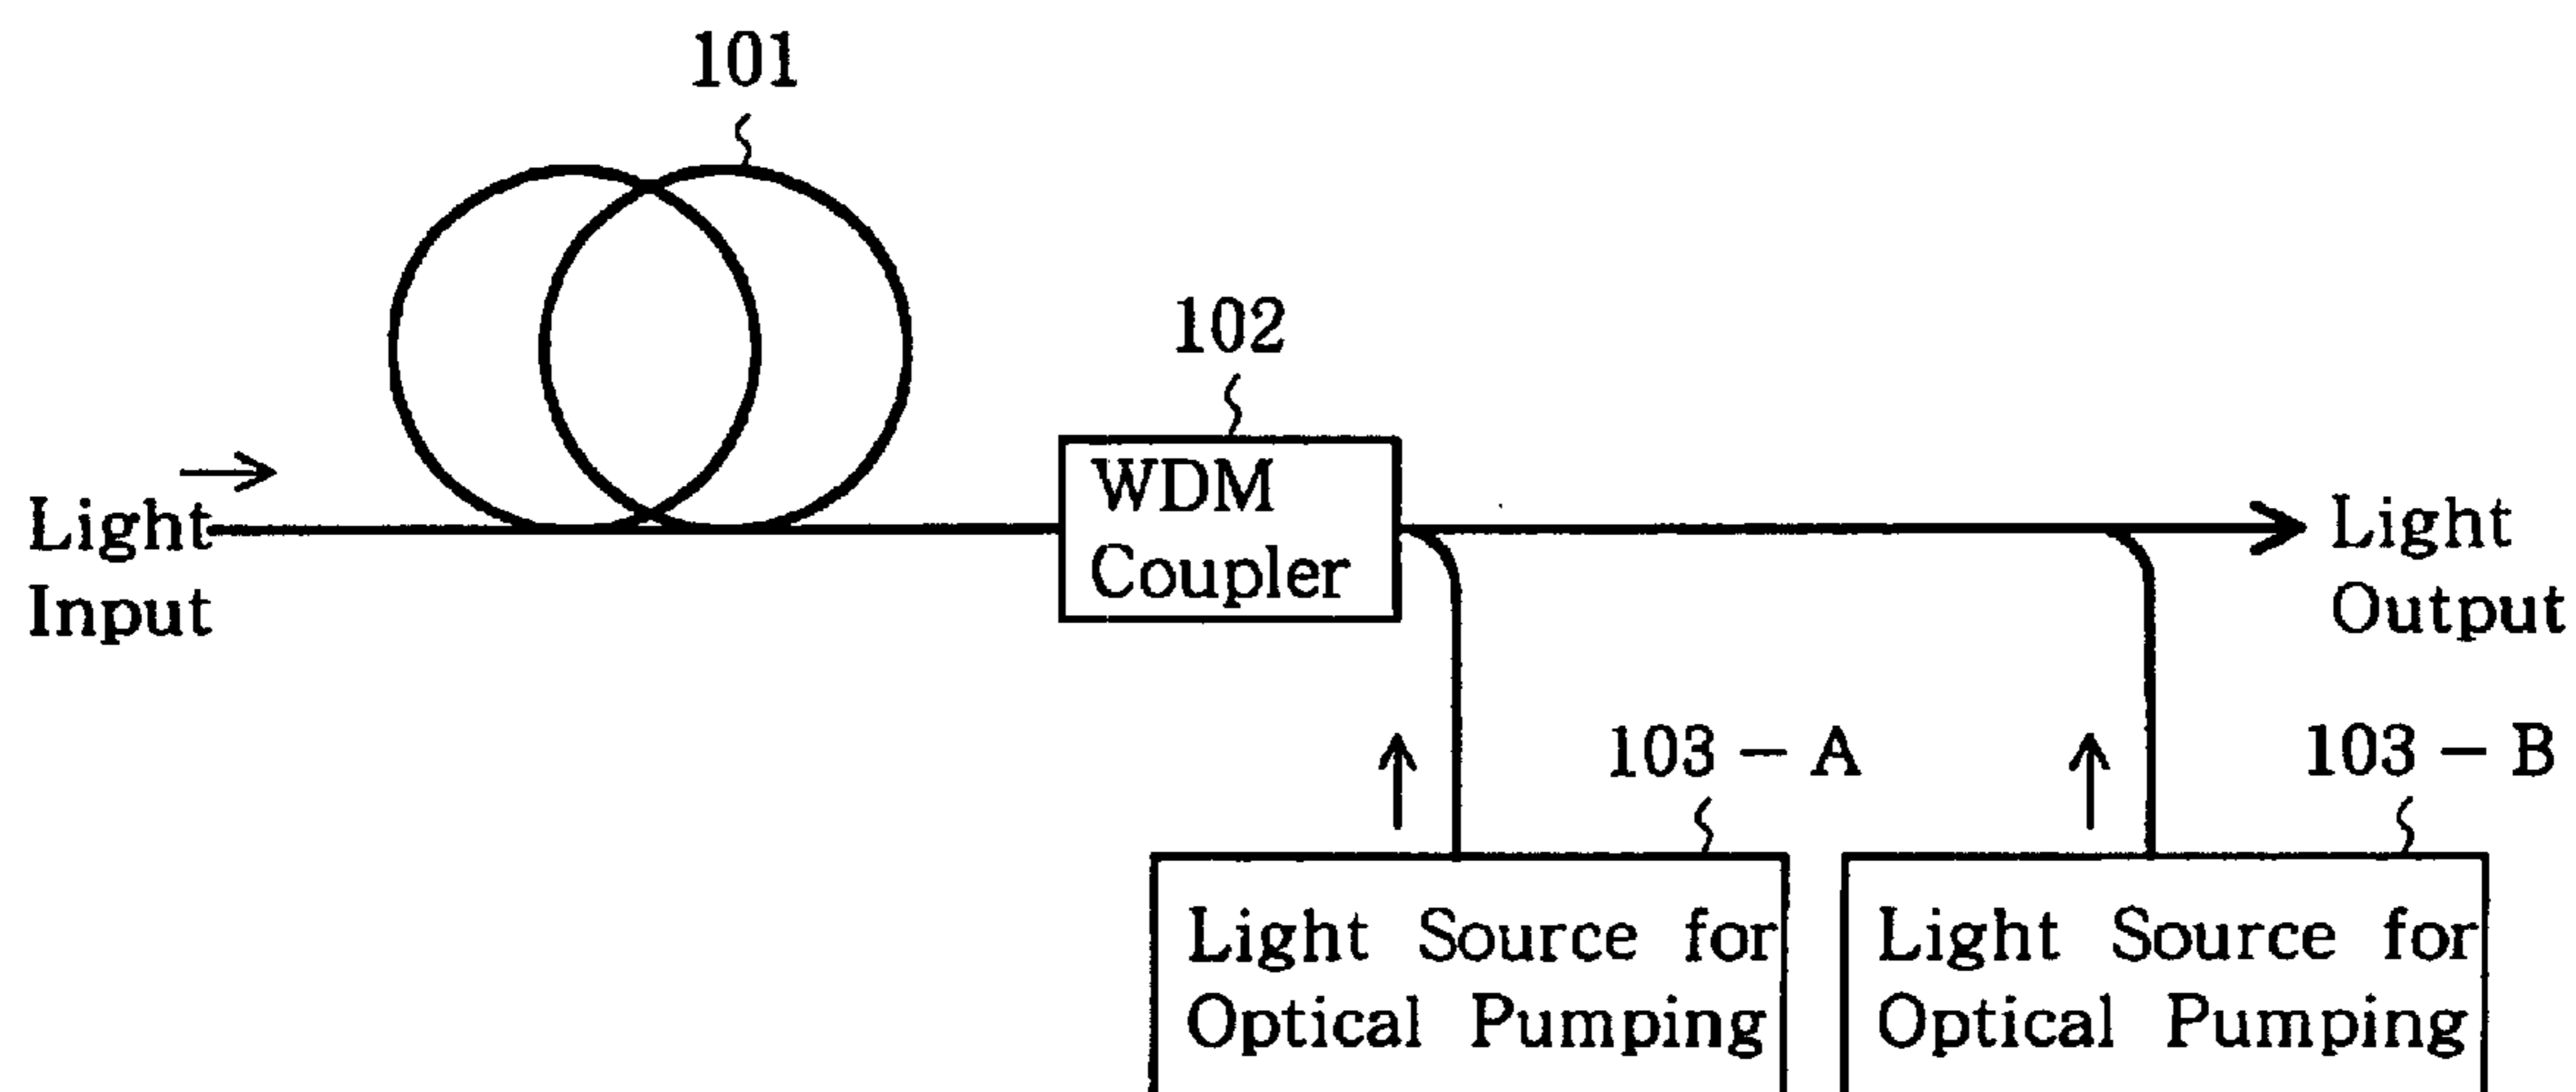 101
102
WDM
Coupler
Light
Input
Light
Output
103 - A
103 - B
Light Source for
Optical Pumping
Light Source for
Optical Pumping